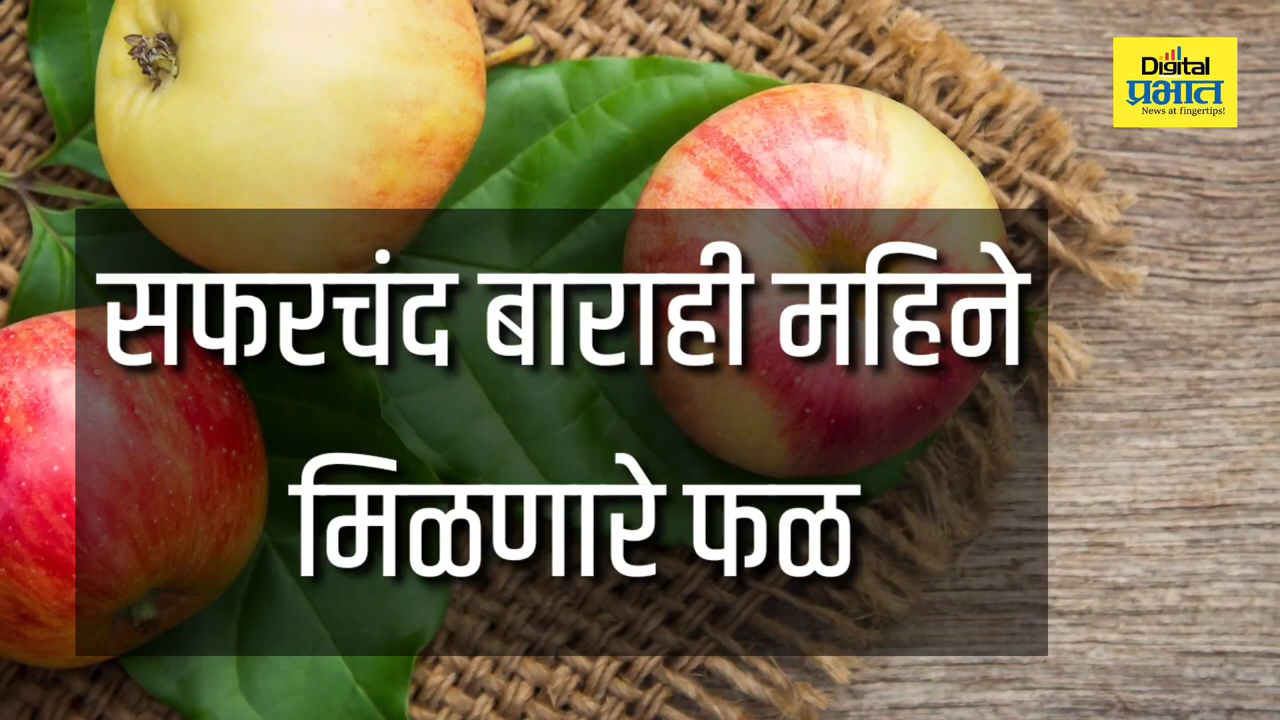 Digital
प्रभात
News at fingertips!
सफरचंद बाराही महिने
मिळणारे फळ